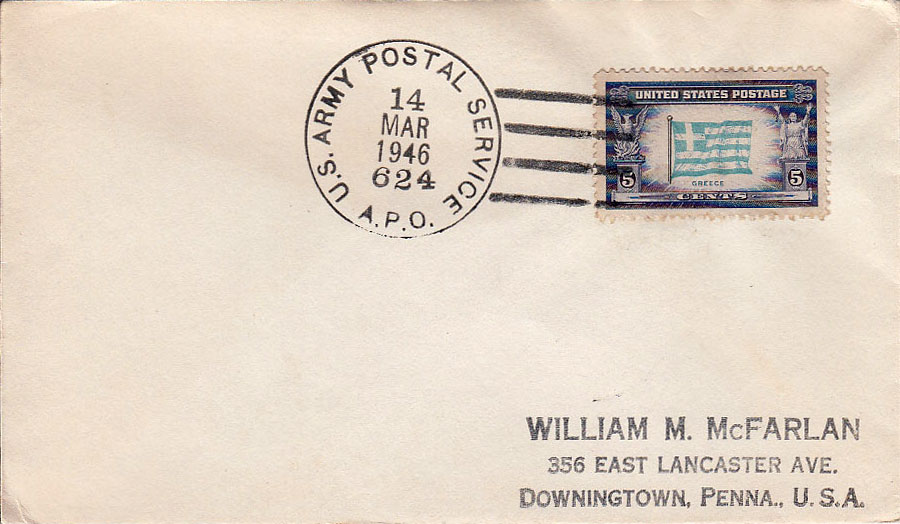 U.S. ARMY POSTAL SERVICE
14
MAR
1946
624
A.P.O.
UNITED STATES POSTAGE
GREECE
5 5
CENTS
WILLIAM M. McFARLAN
356 EAST LANCASTER AVE.
DOWNINGTOWN, PENNA., U.S.A.